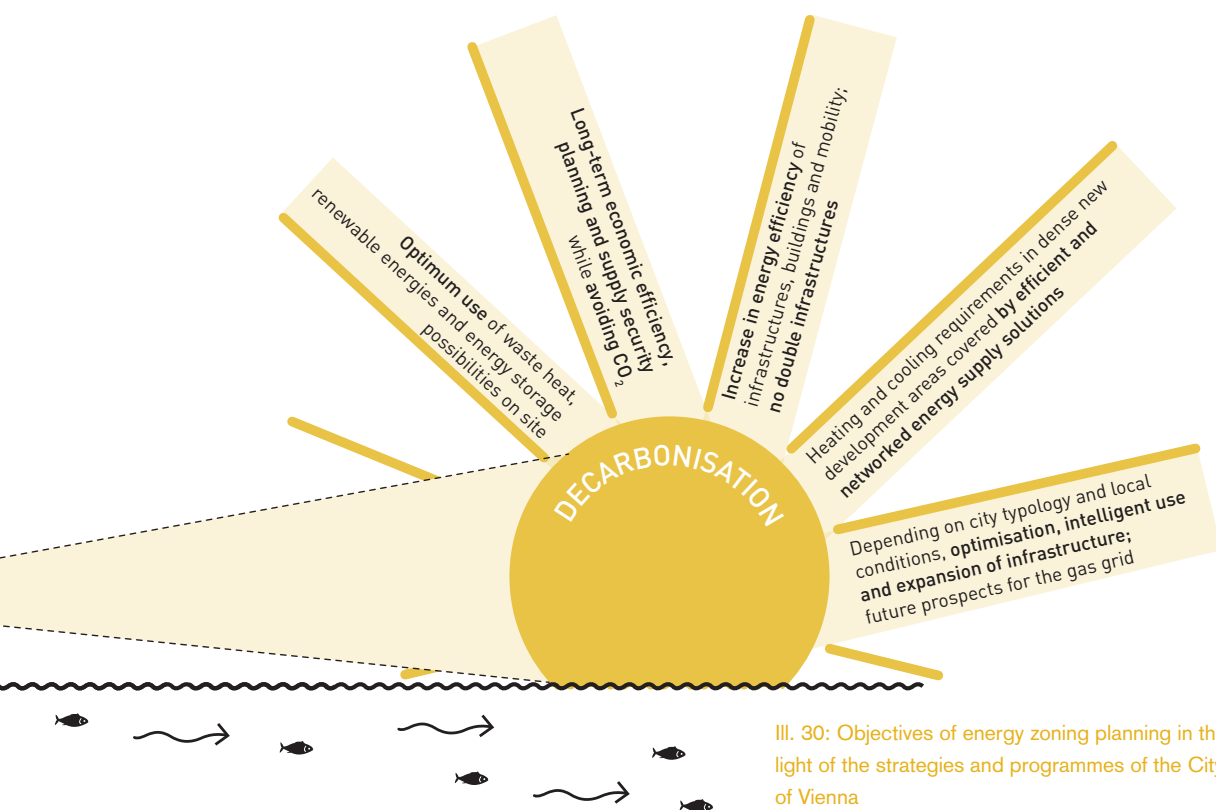 renewable energies and energy storage
Optimum use of waste heat,
possibilities on site
Long-term economic efficiency,
planning and supply security
while avoiding CO₂
Increase in energy efficiency of
infrastructures, buildings and mobility;
no double infrastructures
Heating and cooling requirements in dense new
development areas covered by efficient and
networked energy supply solutions
Depending on city typology and local
conditions, optimisation, intelligent use
and expansion of infrastructure;
future prospects for the gas grid
DECARBONISATION
Ill. 30: Objectives of energy zoning planning in th
light of the strategies and programmes of the City
of Vienna